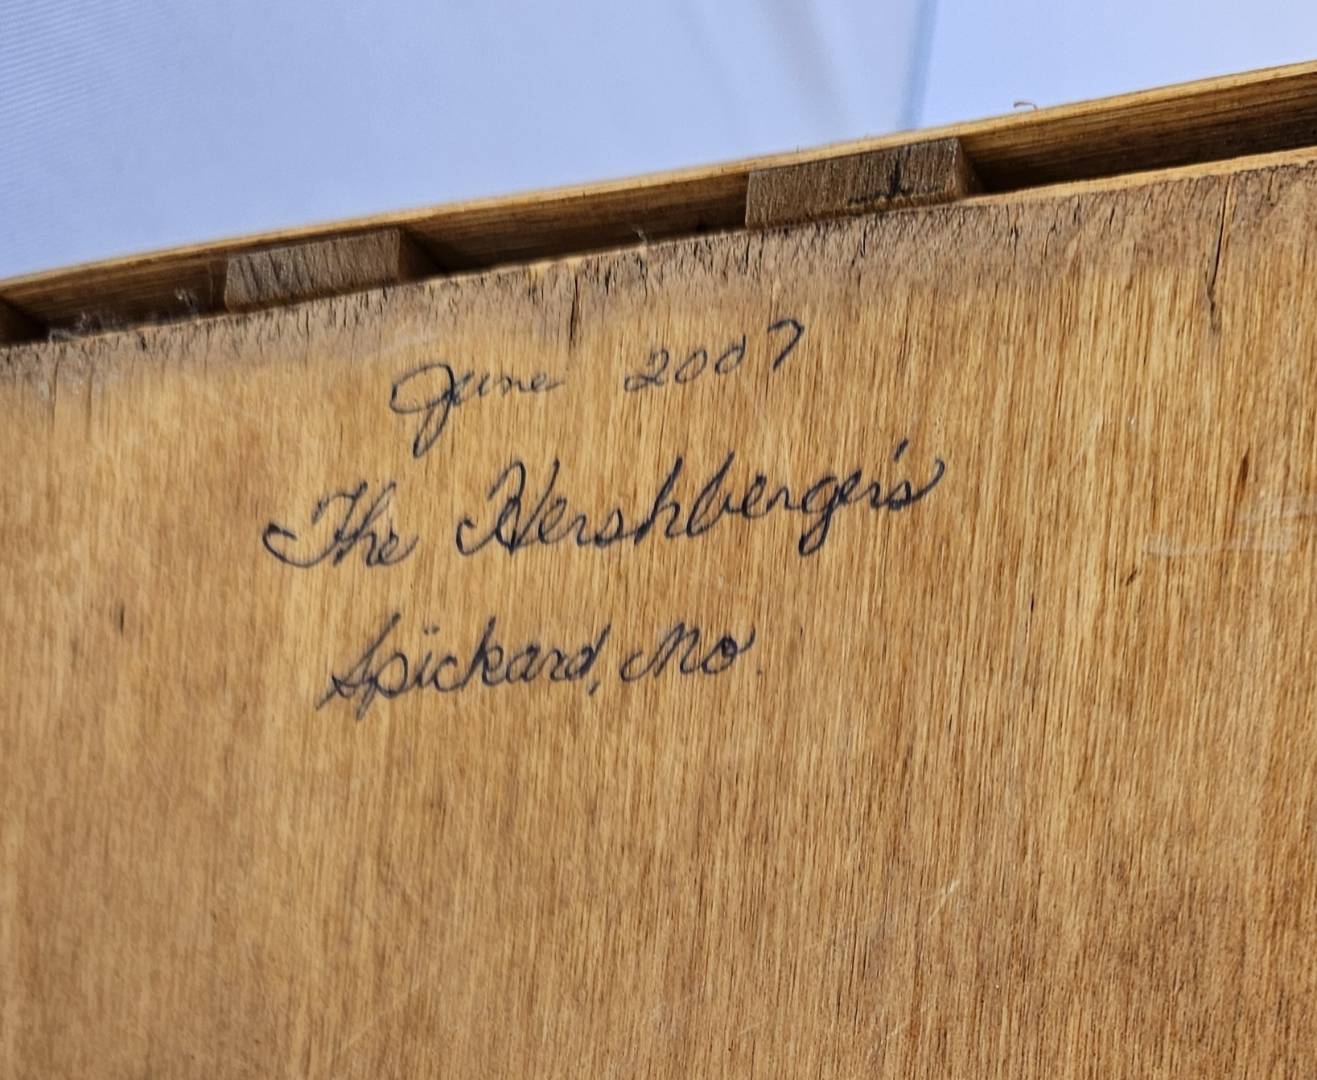 June 2007
The Hershberger's
Spickard, Mo.